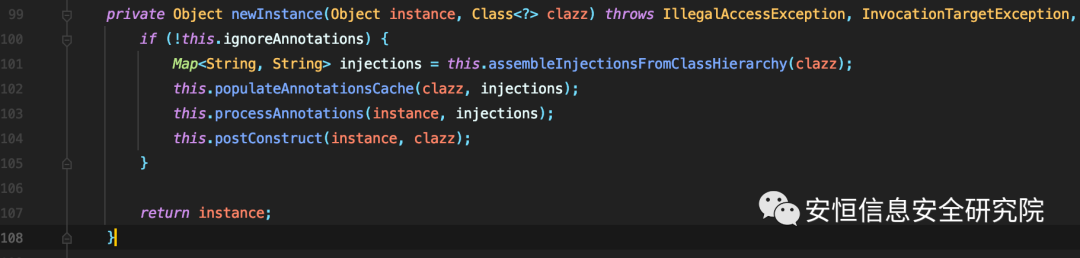 99 private Object newInstance(Object instance, Class<?> clazz) throws IllegalAccessException, InvocationTargetException,
100 if (!this.ignoreAnnotations) {
101 Map<String, String> injections = this.assembleInjectionsFromClassHierarchy(clazz);
102 this.populateAnnotationsCache(clazz, injections);
103 this.processAnnotations(instance, injections);
104 this.postConstruct(instance, clazz);
105 }
106
107 return instance;
108 }
安恒信息安全研究院